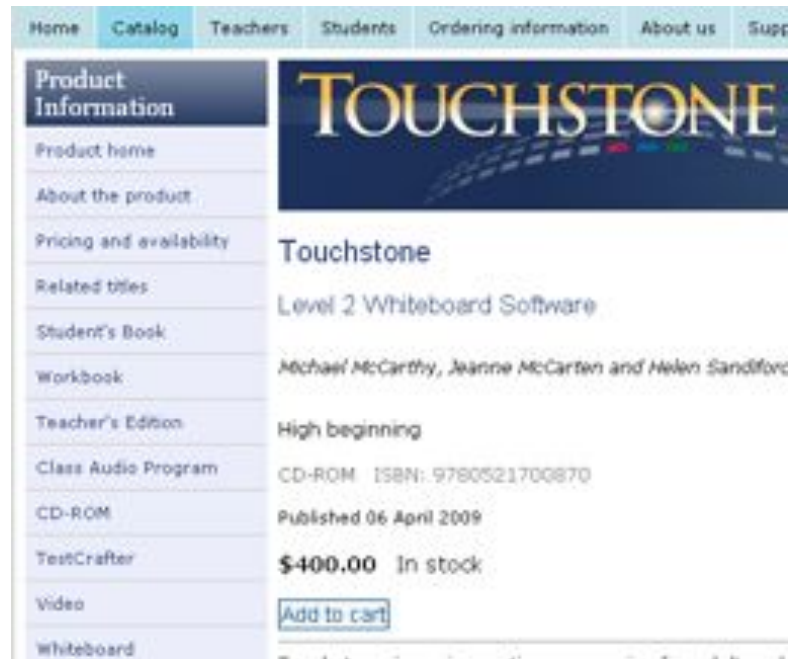 Home Catalog Teachers Students Ordering information About us Supp
Product
Information
Product home
About the product
Pricing and availability
Related titles
Student's Book
Workbook
Teacher's Edition
Class Audio Program
CD-ROM
TestCrafter
Video
Whiteboard
TOUCHSTONE
Touchstone
Level 2 Whiteboard Software
Michael McCarthy, Jeanne McCarten and Helen Sandiford
High beginning
CD-ROM ISBN: 9780521700870
Published 06 April 2009
$400.00 In stock
Add to cart